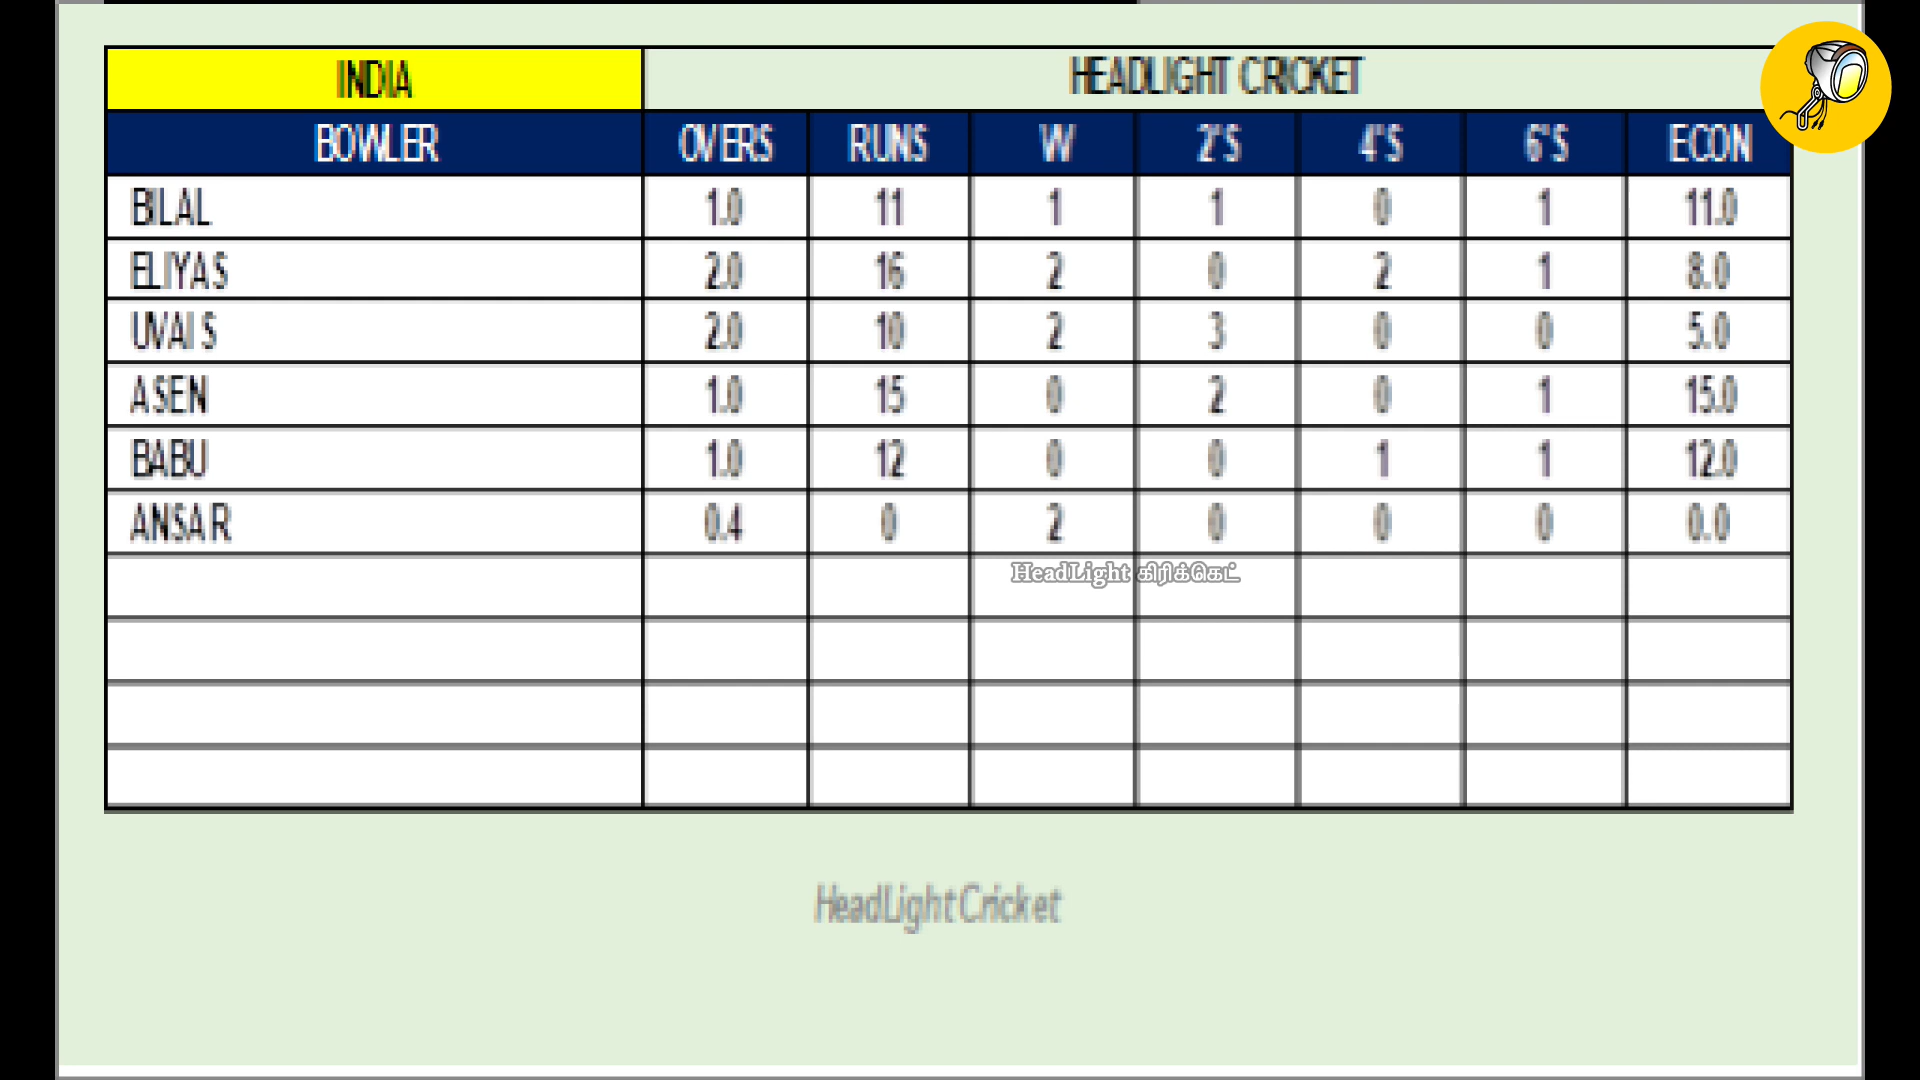 INDIA HEADLIGHT CRICKET
BOWLER OVERS RUNS W 2'S 4'S 6'S ECON
BILAL 1.0 11 1 1 0 1 11.0
ELIYAS 2.0 16 2 0 2 1 8.0
UVAIS 2.0 10 2 3 0 0 5.0
ASEN 1.0 15 0 2 0 1 15.0
BABU 1.0 12 0 0 1 1 12.0
ANSAR 0.4 0 2 0 0 0 0.0
HeadLight கிரிக்கெட்
HeadLight Cricket